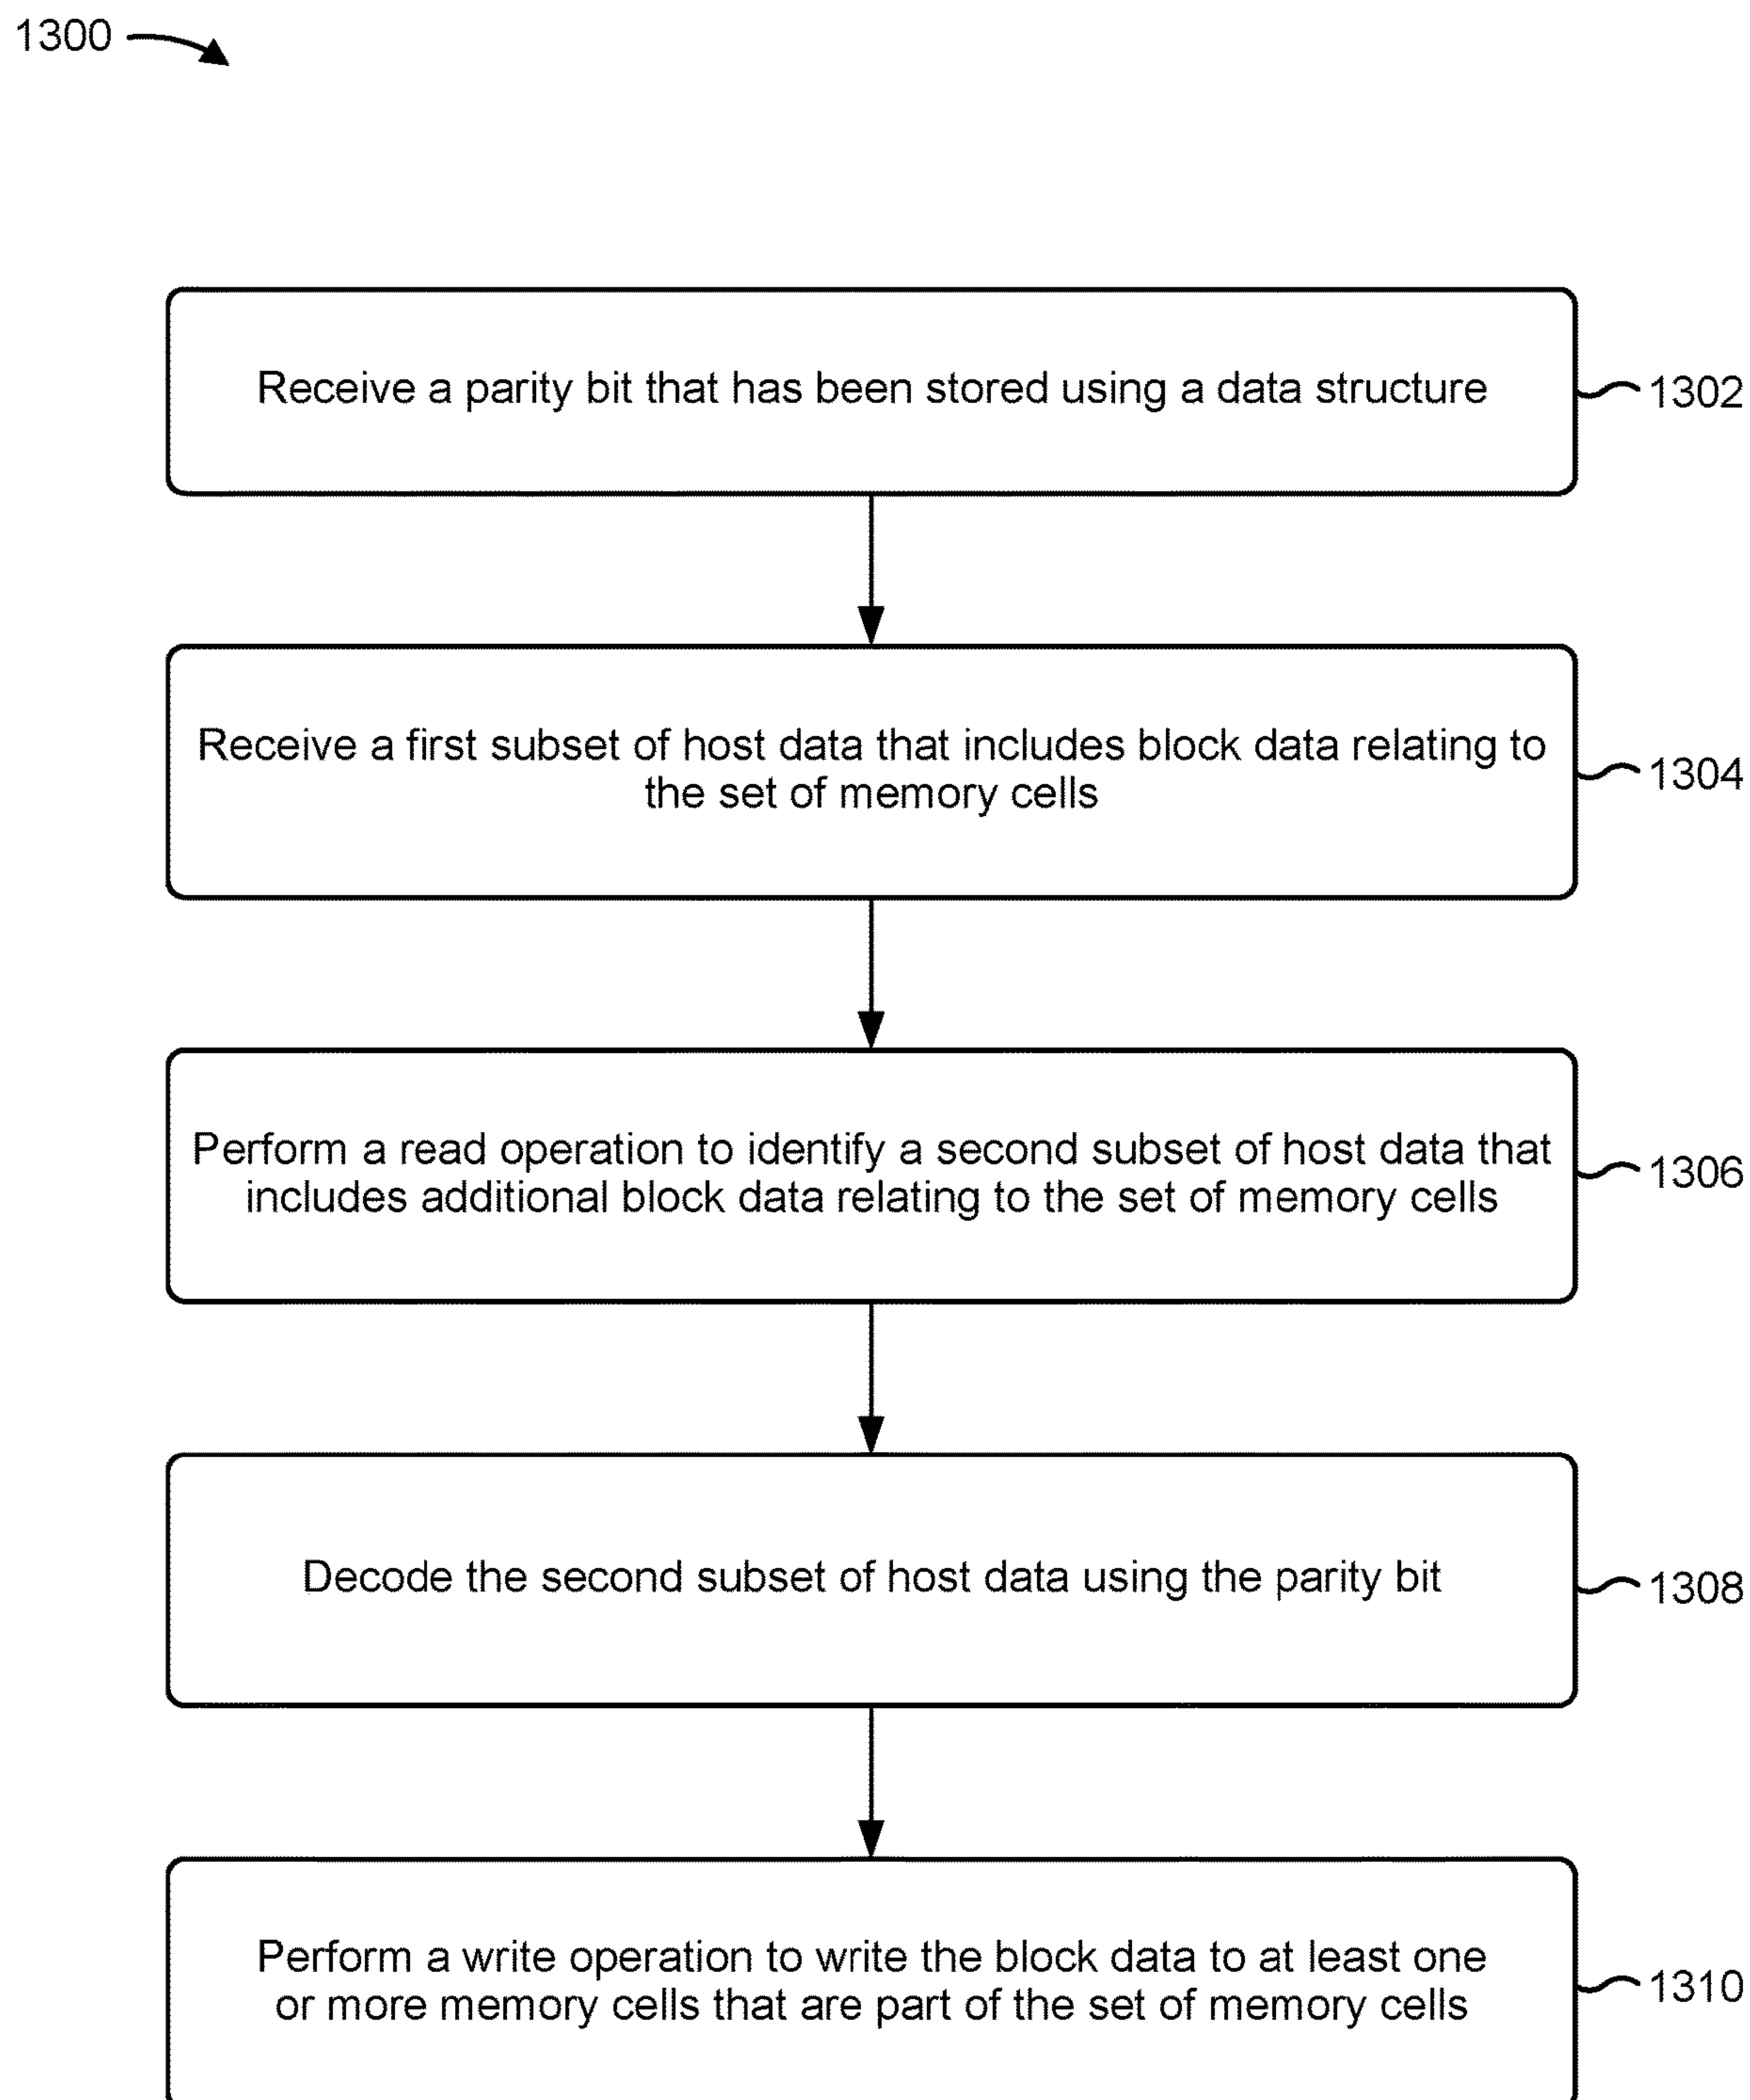 1300
Receive a parity bit that has been stored using a data structure
1302
Receive a first subset of host data that includes block data relating to
the set of memory cells
1304
Perform a read operation to identify a second subset of host data that
includes additional block data relating to the set of memory cells
1306
Decode the second subset of host data using the parity bit
1308
Perform a write operation to write the block data to at least one
or more memory cells that are part of the set of memory cells
1310